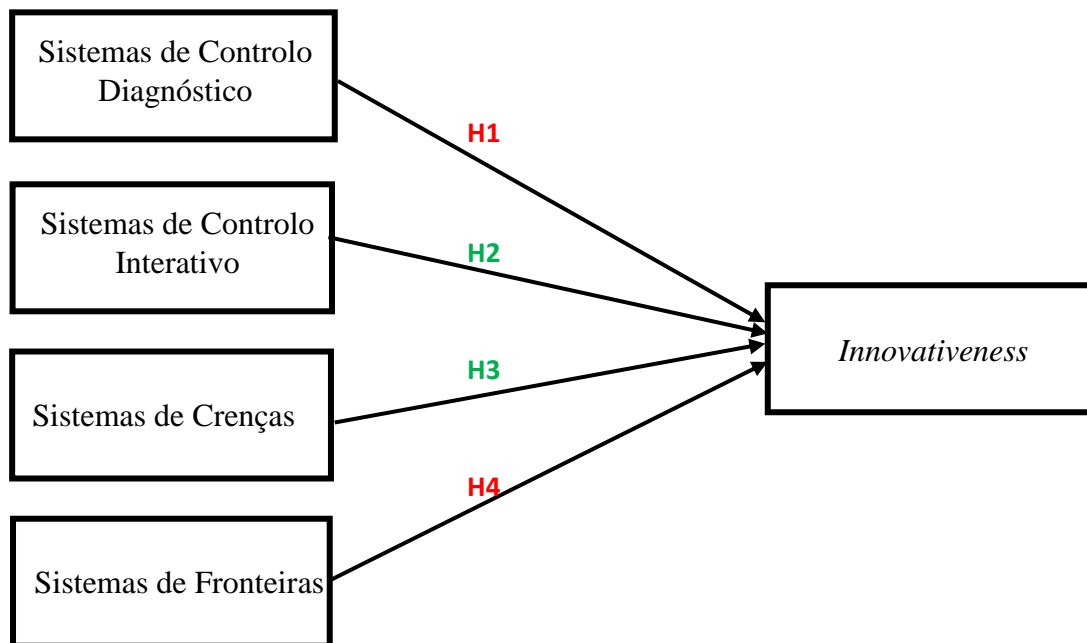 Sistemas de Controlo
Diagnóstico
H1
Sistemas de Controlo
Interativo
H2
Innovativeness
H3
Sistemas de Crenças
H4
Sistemas de Fronteiras